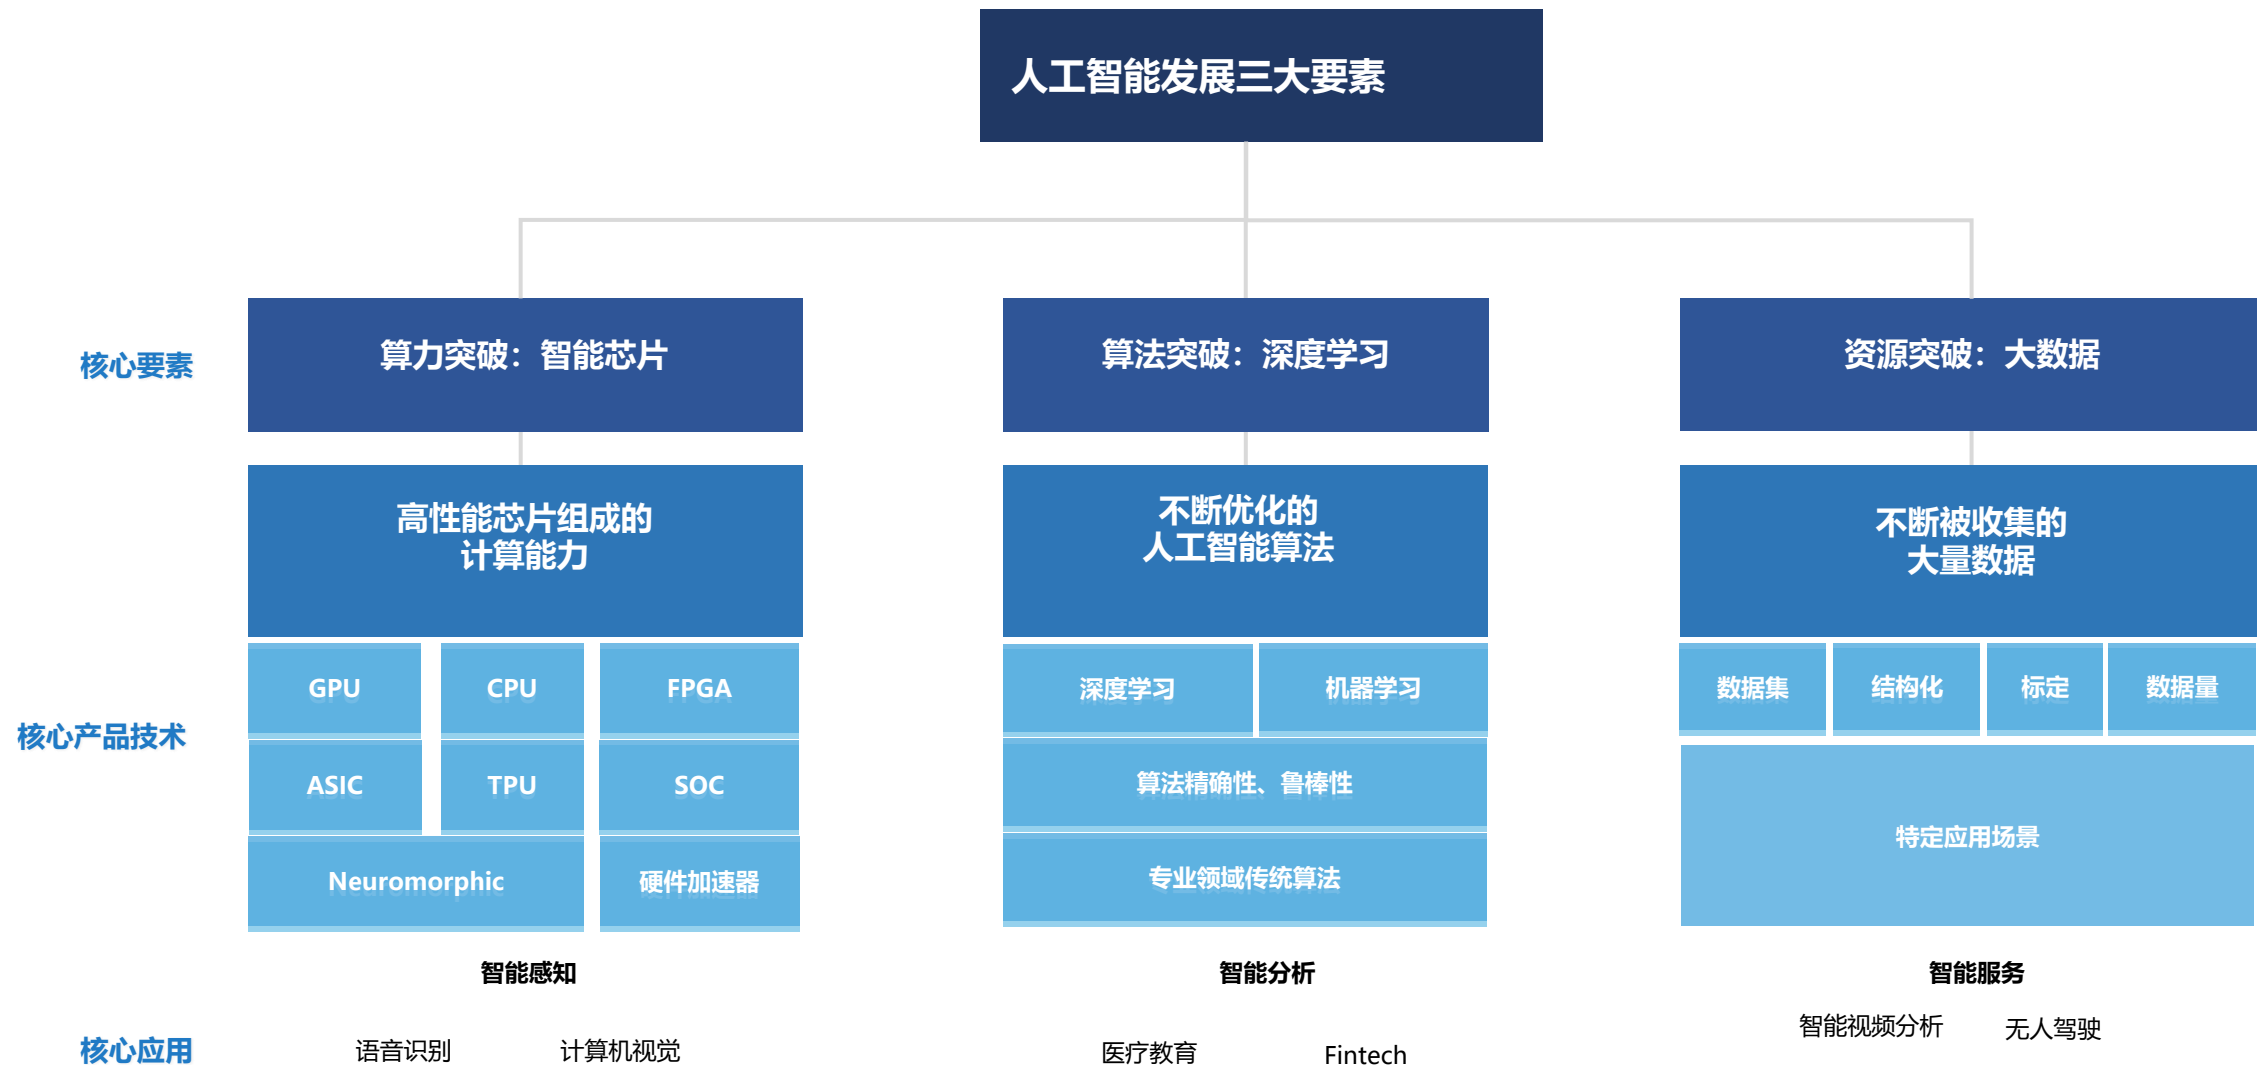 人工智能发展三大要素
核心要素
算力突破：智能芯片
算法突破：深度学习
资源突破：大数据
高性能芯片组成的
计算能力
不断优化的
人工智能算法
不断被收集的
大量数据
核心产品技术
GPU
CPU
FPGA
ASIC
TPU
SOC
Neuromorphic
硬件加速器
深度学习
机器学习
算法精确性、鲁棒性
专业领域传统算法
数据集
结构化
标定
数据量
特定应用场景
智能感知
智能分析
智能服务
核心应用
语音识别
计算机视觉
医疗教育
Fintech
智能视频分析
无人驾驶